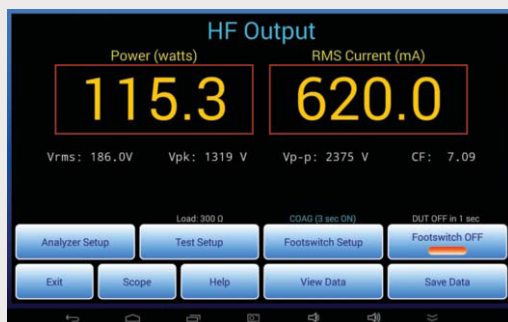 HF Output
Power (watts) RMS Current (mA)
115.3 620.0
Vrms: 186.0V Vpk: 1319 V Vp-p: 2375 V CF: 7.09
Load: 300 Ω COAG (3 sec ON) DUT OFF in 1 sec
Analyzer Setup Test Setup Footswitch Setup Footswitch OFF
Exit Scope Help View Data Save Data